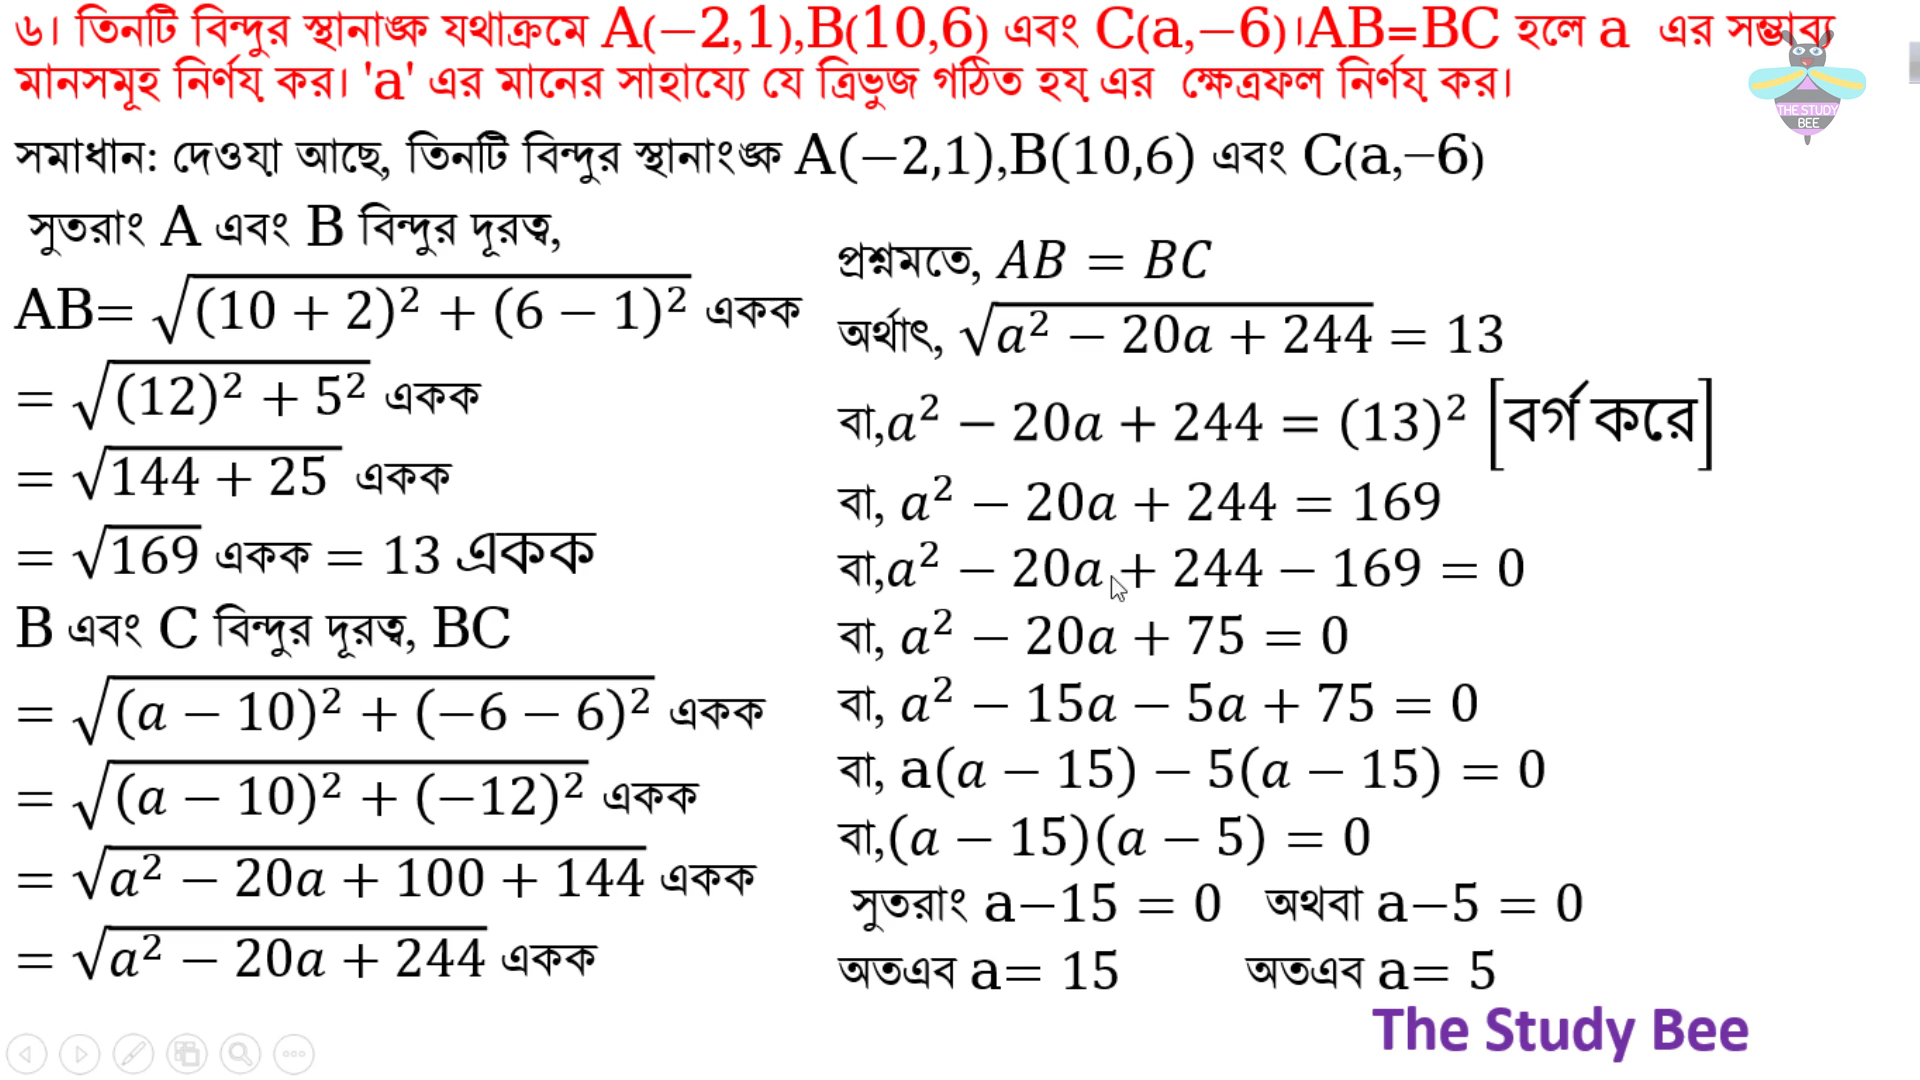 ৬। তিনটি বিন্দুর স্থানাঙ্ক যথাক্রমে A(−2,1),B(10,6) এবং C(a,−6)।AB=BC হলে a এর সম্ভাব্য
মানসমূহ নির্ণয় কর। 'a' এর মানের সাহায্যে যে ত্রিভুজ গঠিত হয় এর ক্ষেত্রফল নির্ণয় কর।
THE STUDY
BEE
সমাধান: দেওয়া আছে, তিনটি বিন্দুর স্থানাংঙ্ক A(−2,1),B(10,6) এবং C(a,−6)
সুতরাং A এবং B বিন্দুর দূরত্ব,
AB= √(10 + 2)² + (6 − 1)² একক
= √(12)² + 5² একক
= √144 + 25 একক
= √169 একক = 13 একক
B এবং C বিন্দুর দূরত্ব, BC
= √(a − 10)² + (−6 − 6)² একক
= √(a − 10)² + (−12)² একক
= √a² − 20a + 100 + 144 একক
= √a² − 20a + 244 একক
প্রশ্নমতে, AB = BC
অর্থাৎ, √a² − 20a + 244 = 13
বা,a² − 20a + 244 = (13)² [বর্গ করে]
বা, a² − 20a + 244 = 169
বা,a² − 20a + 244 − 169 = 0
বা, a² − 20a + 75 = 0
বা, a² − 15a − 5a + 75 = 0
বা, a(a − 15) − 5(a − 15) = 0
বা,(a − 15)(a − 5) = 0
সুতরাং a−15 = 0 অথবা a−5 = 0
অতএব a= 15 অতএব a= 5
The Study Bee